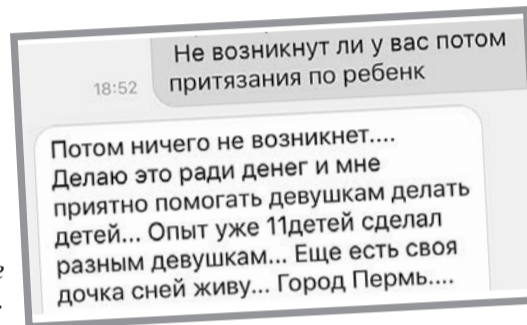 Не возникнут ли у вас потом
18:52 притязания по ребенк
Потом ничего не возникнет....
Делаю это ради денег и мне
приятно помогать девушкам делать
детей... Опыт уже 11детей сделал
разным девушкам... Еще есть своя
дочка сней живу... Город Пермь....
е